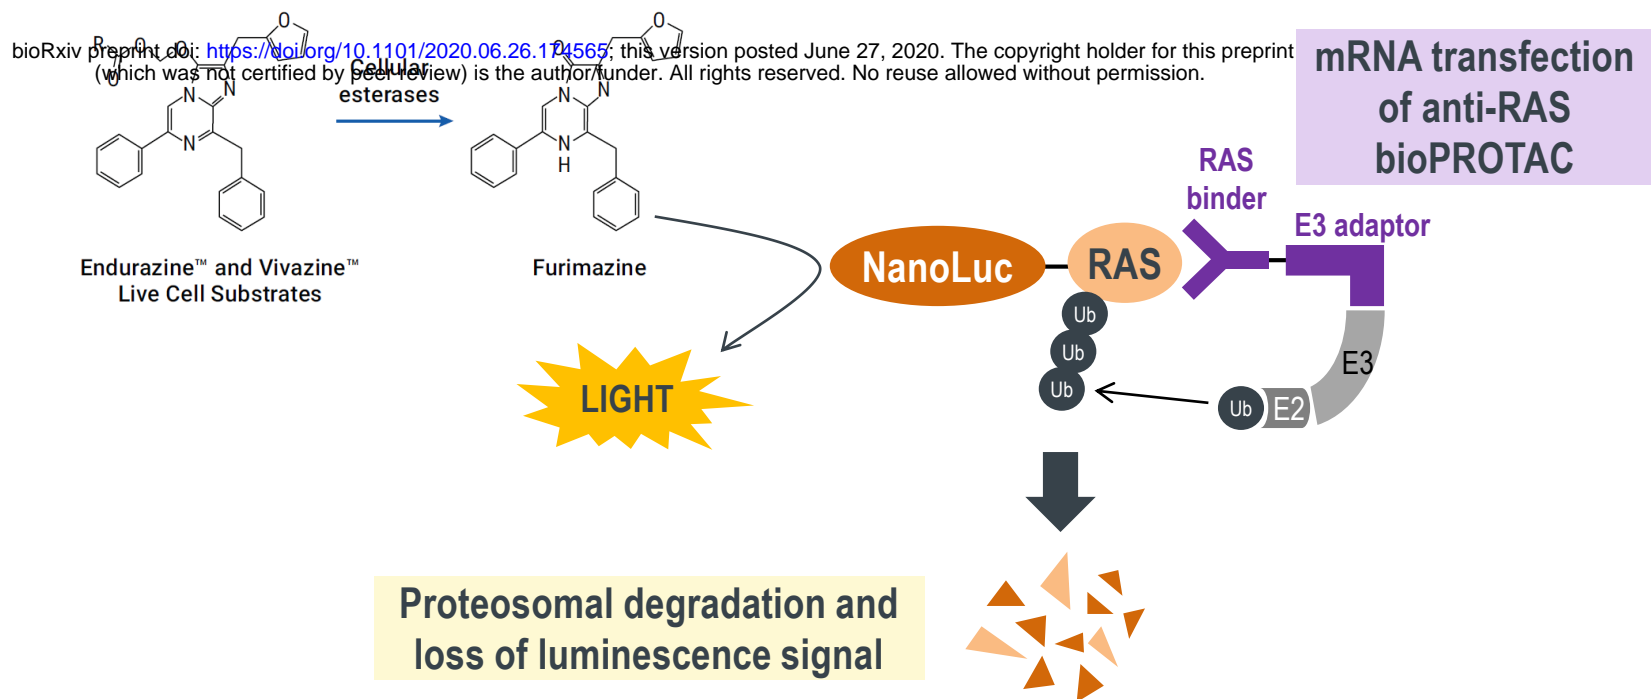 bioRxiv preprint doi: https://doi.org/10.1101/2020.06.26.174565; this version posted June 27, 2020. The copyright holder for this preprint
(which was not certified by peer review) is the author/funder. All rights reserved. No reuse allowed without permission.
mRNA transfection
of anti-RAS
bioPROTAC
Cellular
esterases
R
O
O
O
O
N
N
N
O
O
N
N
N
H
Endurazine™ and Vivazine™
Live Cell Substrates
Furimazine
RAS
binder
E3 adaptor
NanoLuc
RAS
Ub
Ub
Ub
Ub
E2
E3
LIGHT
Proteosomal degradation and
loss of luminescence signal